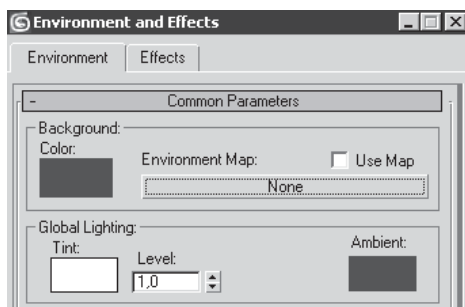 Environment and Effects
Environment Effects
- Common Parameters
Background:
Color:
Environment Map: Use Map
None
Global Lighting:
Tint:
Level:
Ambient:
1,0